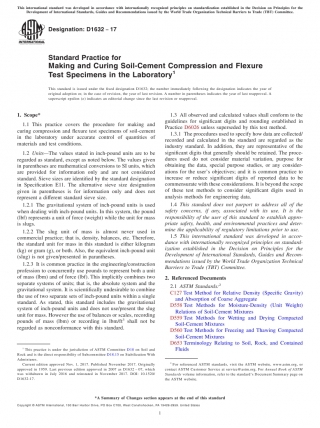 This international standard was developed in accordance with internationally recognized principles on standardization established in the Decision on Principles for the
Development of International Standards, Guides and Recommendations issued by the World Trade Organization Technical Barriers to Trade (TBT) Committee.
Designation: D1632 − 17
Standard Practice for
Making and Curing Soil-Cement Compression and Flexure
Test Specimens in the Laboratory¹
This standard is issued under the fixed designation D1632; the number immediately following the designation indicates the year of
original adoption or, in the case of revision, the year of last revision. A number in parentheses indicates the year of last reapproval. A
superscript epsilon (ε) indicates an editorial change since the last revision or reapproval.
1. Scope*
1.1 This practice covers the procedure for making and
curing compression and flexure test specimens of soil-cement
in the laboratory under accurate control of quantities of
materials and test conditions.
1.2 Units—The values stated in inch-pound units are to be
regarded as standard, except as noted below. The values given
in parentheses are mathematical conversions to SI units, which
are provided for information only and are not considered
standard. Sieve sizes are identified by the standard designation
in Specification E11. The alternative sieve size designation
given in parentheses is for information only and does not
represent a different standard sieve size.
1.2.1 The gravitational system of inch-pound units is used
when dealing with inch-pound units. In this system, the pound
(lbf) represents a unit of force (weight) while the unit for mass
is slugs.
1.2.2 The slug unit of mass is almost never used in
commercial practice; that is, density, balances, etc. Therefore,
the standard unit for mass in this standard is either kilogram
(kg) or gram (g), or both. Also, the equivalent inch-pound unit
(slug) is not given/presented in parentheses.
1.2.3 It is common practice in the engineering/construction
profession to concurrently use pounds to represent both a unit
of mass (lbm) and of force (lbf). This implicitly combines two
separate systems of units; that is, the absolute system and the
gravitational system. It is scientifically undesirable to combine
the use of two separate sets of inch-pound units within a single
standard. As stated, this standard includes the gravitational
system of inch-pound units and does not use/present the slug
unit for mass. However the use of balances or scales, recording
pounds of mass (lbm) or recording in lbm/ft³ shall not be
regarded as nonconformance with this standard.
1.3 All observed and calculated values shall conform to the
guidelines for significant digits and rounding established in
Practice D6026 unless superseded by this test method.
1.3.1 The procedures used to specify how data are collected/
recorded and calculated in the standard are regarded as the
industry standard. In addition, they are representative of the
significant digits that generally should be retained. The proce-
dures used do not consider material variation, purpose for
obtaining the data, special purpose studies, or any consider-
ations for the user's objectives; and it is common practice to
increase or reduce significant digits of reported data to be
commensurate with these considerations. It is beyond the scope
of these test methods to consider significant digits used in
analysis methods for engineering data.
1.4 This standard does not purport to address all of the
safety concerns, if any, associated with its use. It is the
responsibility of the user of this standard to establish appro-
priate safety, health, and environmental practices and deter-
mine the applicability of regulatory limitations prior to use.
1.5 This international standard was developed in accor-
dance with internationally recognized principles on standard-
ization established in the Decision on Principles for the
Development of International Standards, Guides and Recom-
mendations issued by the World Trade Organization Technical
Barriers to Trade (TBT) Committee.
2. Referenced Documents
2.1 ASTM Standards:²
C127 Test Method for Relative Density (Specific Gravity)
and Absorption of Coarse Aggregate
D558 Test Methods for Moisture-Density (Unit Weight)
Relations of Soil-Cement Mixtures
D559 Test Methods for Wetting and Drying Compacted
Soil-Cement Mixtures
D560 Test Methods for Freezing and Thawing Compacted
Soil-Cement Mixtures
D653 Terminology Relating to Soil, Rock, and Contained
Fluids
¹ This practice is under the jurisdiction of ASTM Committee D18 on Soil and
Rock and is the direct responsibility of Subcommittee D18.15 on Stabilization With
Admixtures.
Current edition approved Nov. 1, 2017. Published November 2017. Originally
approved in 1959. Last previous edition approved in 2007 as D1632 – 07, which
was withdrawn in July 2016 and reinstated in November 2017. DOI: 10.1520/
D1632-17.
² For referenced ASTM standards, visit the ASTM website, www.astm.org, or
contact ASTM Customer Service at service@astm.org. For Annual Book of ASTM
Standards volume information, refer to the standard's Document Summary page on
the ASTM website.
*A Summary of Changes section appears at the end of this standard
Copyright © ASTM International, 100 Barr Harbor Drive, PO Box C700, West Conshohocken, PA 19428-2959. United States
1